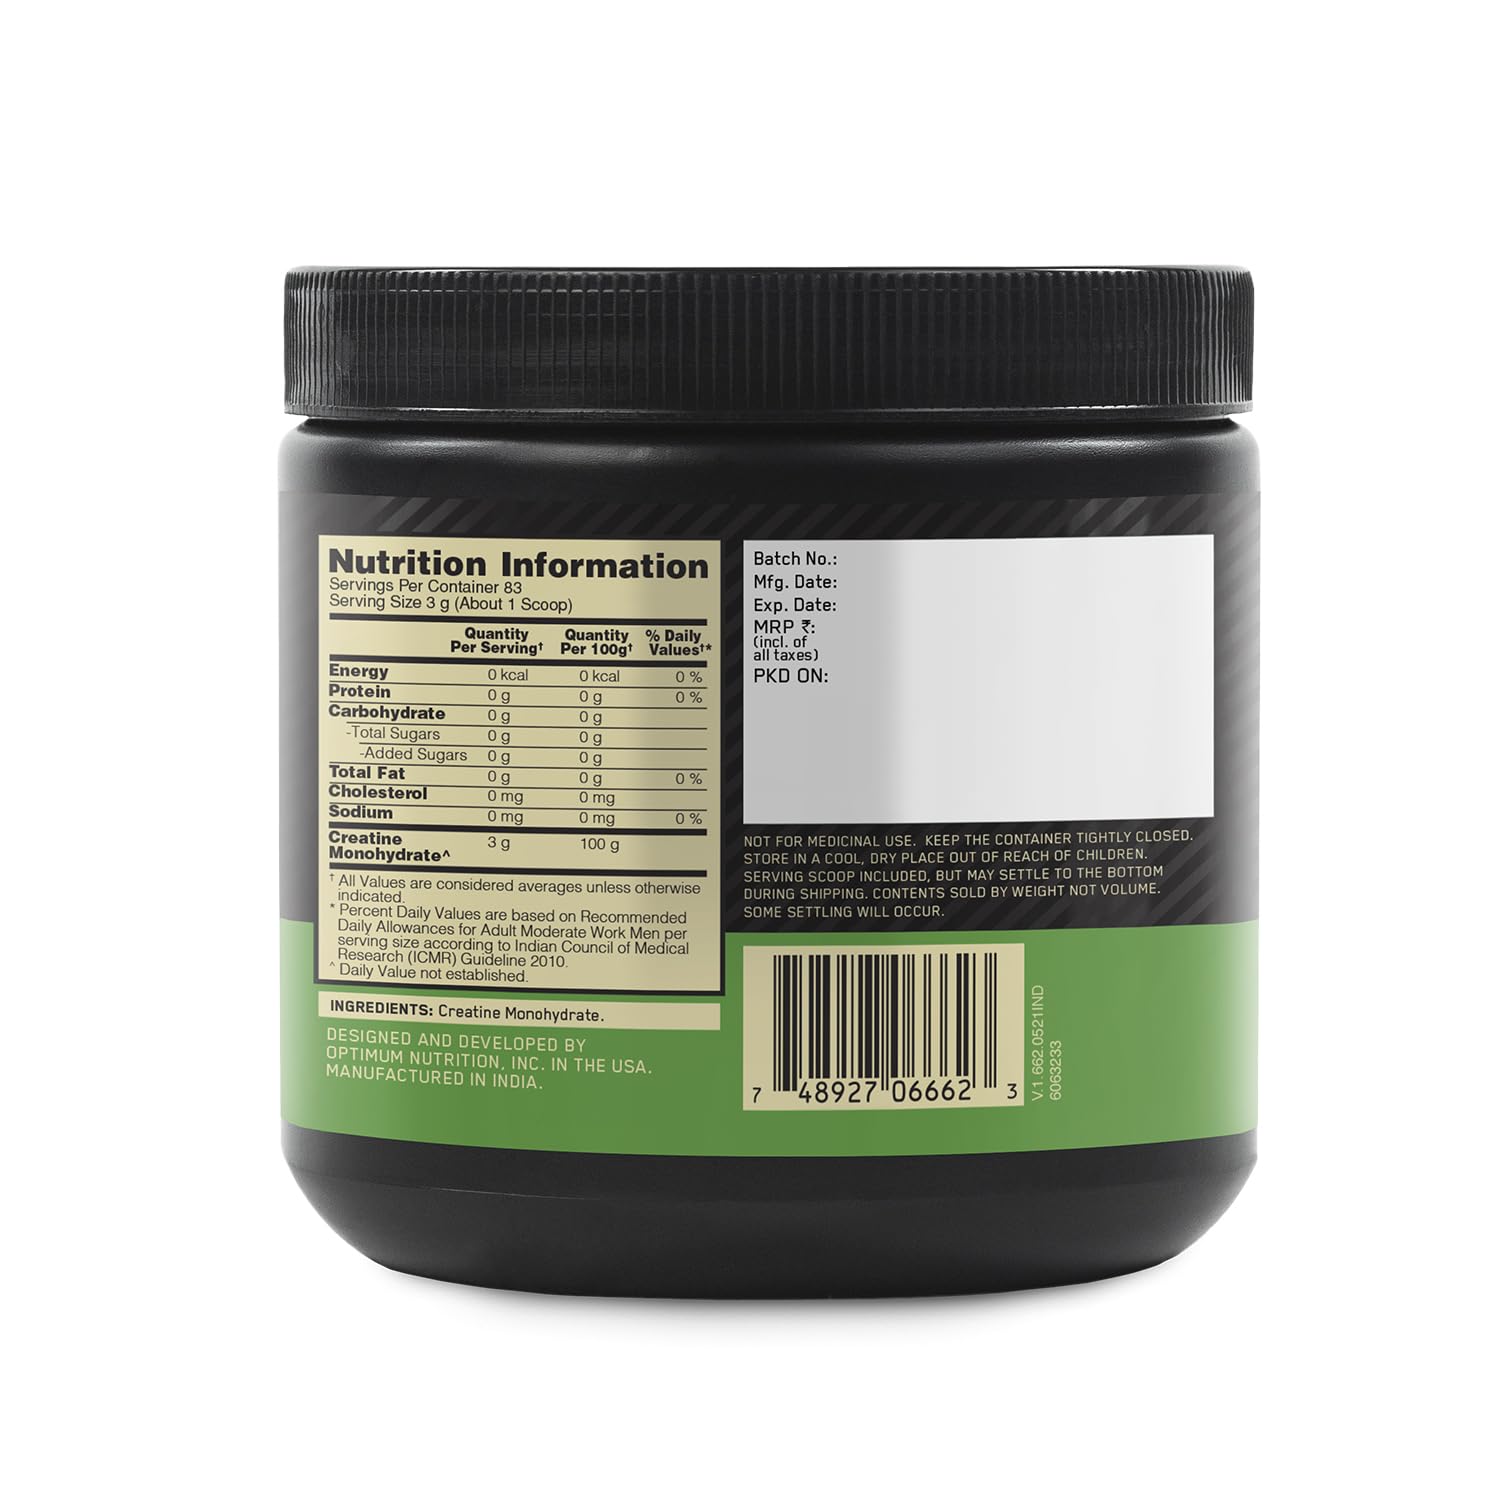 Nutrition Information
Servings Per Container 83
Serving Size 3 g (About 1 Scoop)
Quantity Per Serving† Quantity Per 100g† % Daily Values†*
Energy 0 kcal 0 kcal 0 %
Protein 0 g 0 g 0 %
Carbohydrate 0 g 0 g
-Total Sugars 0 g 0 g
-Added Sugars 0 g 0 g
Total Fat 0 g 0 g 0 %
Cholesterol 0 mg 0 mg
Sodium 0 mg 0 mg 0 %
Creatine Monohydrate^ 3 g 100 g
† All Values are considered averages unless otherwise
indicated.
* Percent Daily Values are based on Recommended
Daily Allowances for Adult Moderate Work Men per
serving size according to Indian Council of Medical
Research (ICMR) Guideline 2010.
^ Daily Value not established.
INGREDIENTS: Creatine Monohydrate.
DESIGNED AND DEVELOPED BY
OPTIMUM NUTRITION, INC. IN THE USA.
MANUFACTURED IN INDIA.
Batch No.:
Mfg. Date:
Exp. Date:
MRP ₹:
(incl. of
all taxes)
PKD ON:
NOT FOR MEDICINAL USE. KEEP THE CONTAINER TIGHTLY CLOSED.
STORE IN A COOL, DRY PLACE OUT OF REACH OF CHILDREN.
SERVING SCOOP INCLUDED, BUT MAY SETTLE TO THE BOTTOM
DURING SHIPPING. CONTENTS SOLD BY WEIGHT NOT VOLUME.
SOME SETTLING WILL OCCUR.
7 48927 06662 3
V.1.662.0521IND
6063233